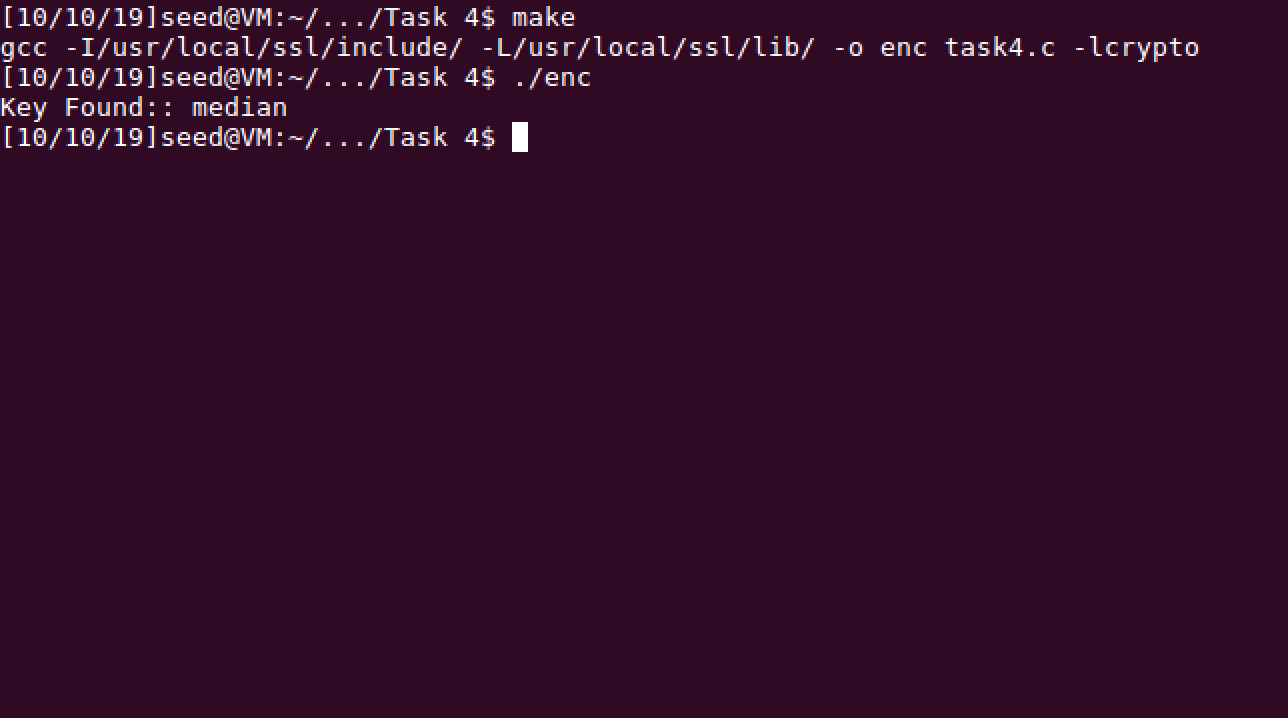 [10/10/19]seed@VM:~/.../Task 4$ make
gcc -I/usr/local/ssl/include/ -L/usr/local/ssl/lib/ -o enc task4.c -lcrypto
[10/10/19]seed@VM:~/.../Task 4$ ./enc
Key Found:: median
[10/10/19]seed@VM:~/.../Task 4$